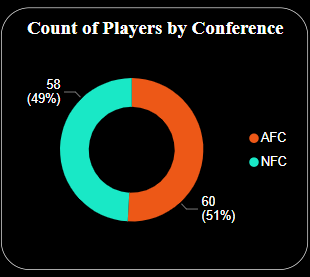 Count of Players by Conference
58
(49%)
AFC
NFC
60
(51%)